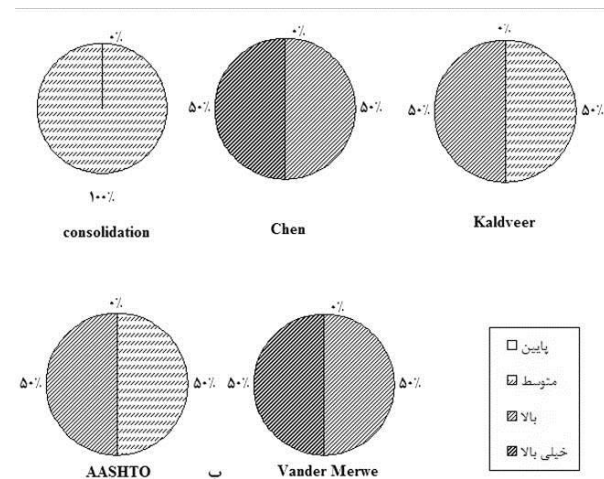 ۰٪ ۰٪ ۰٪
۵۰٪ ۵۰٪ ۵۰٪ ۵۰٪
۱۰۰٪
consolidation Chen Kaldveer
۰٪ ۰٪
۵۰٪ ۵۰٪ ۵۰٪ ۵۰٪
AASHTO ب Vander Merwe
پایین
متوسط
بالا
خیلی بالا